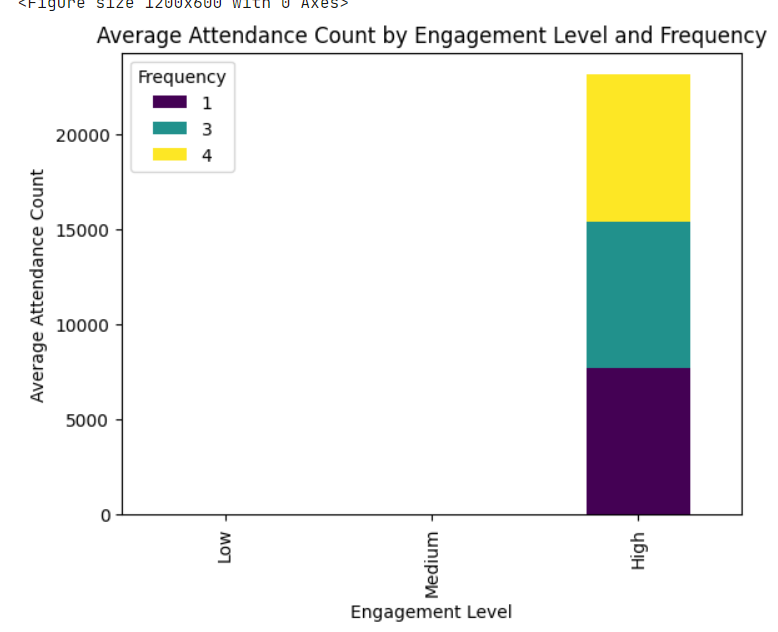 <Figure size 1200x600 with 0 Axes>
Average Attendance Count by Engagement Level and Frequency
Frequency
1
3
4
20000
15000
10000
5000
0
Average Attendance Count
Low
Medium
High
Engagement Level